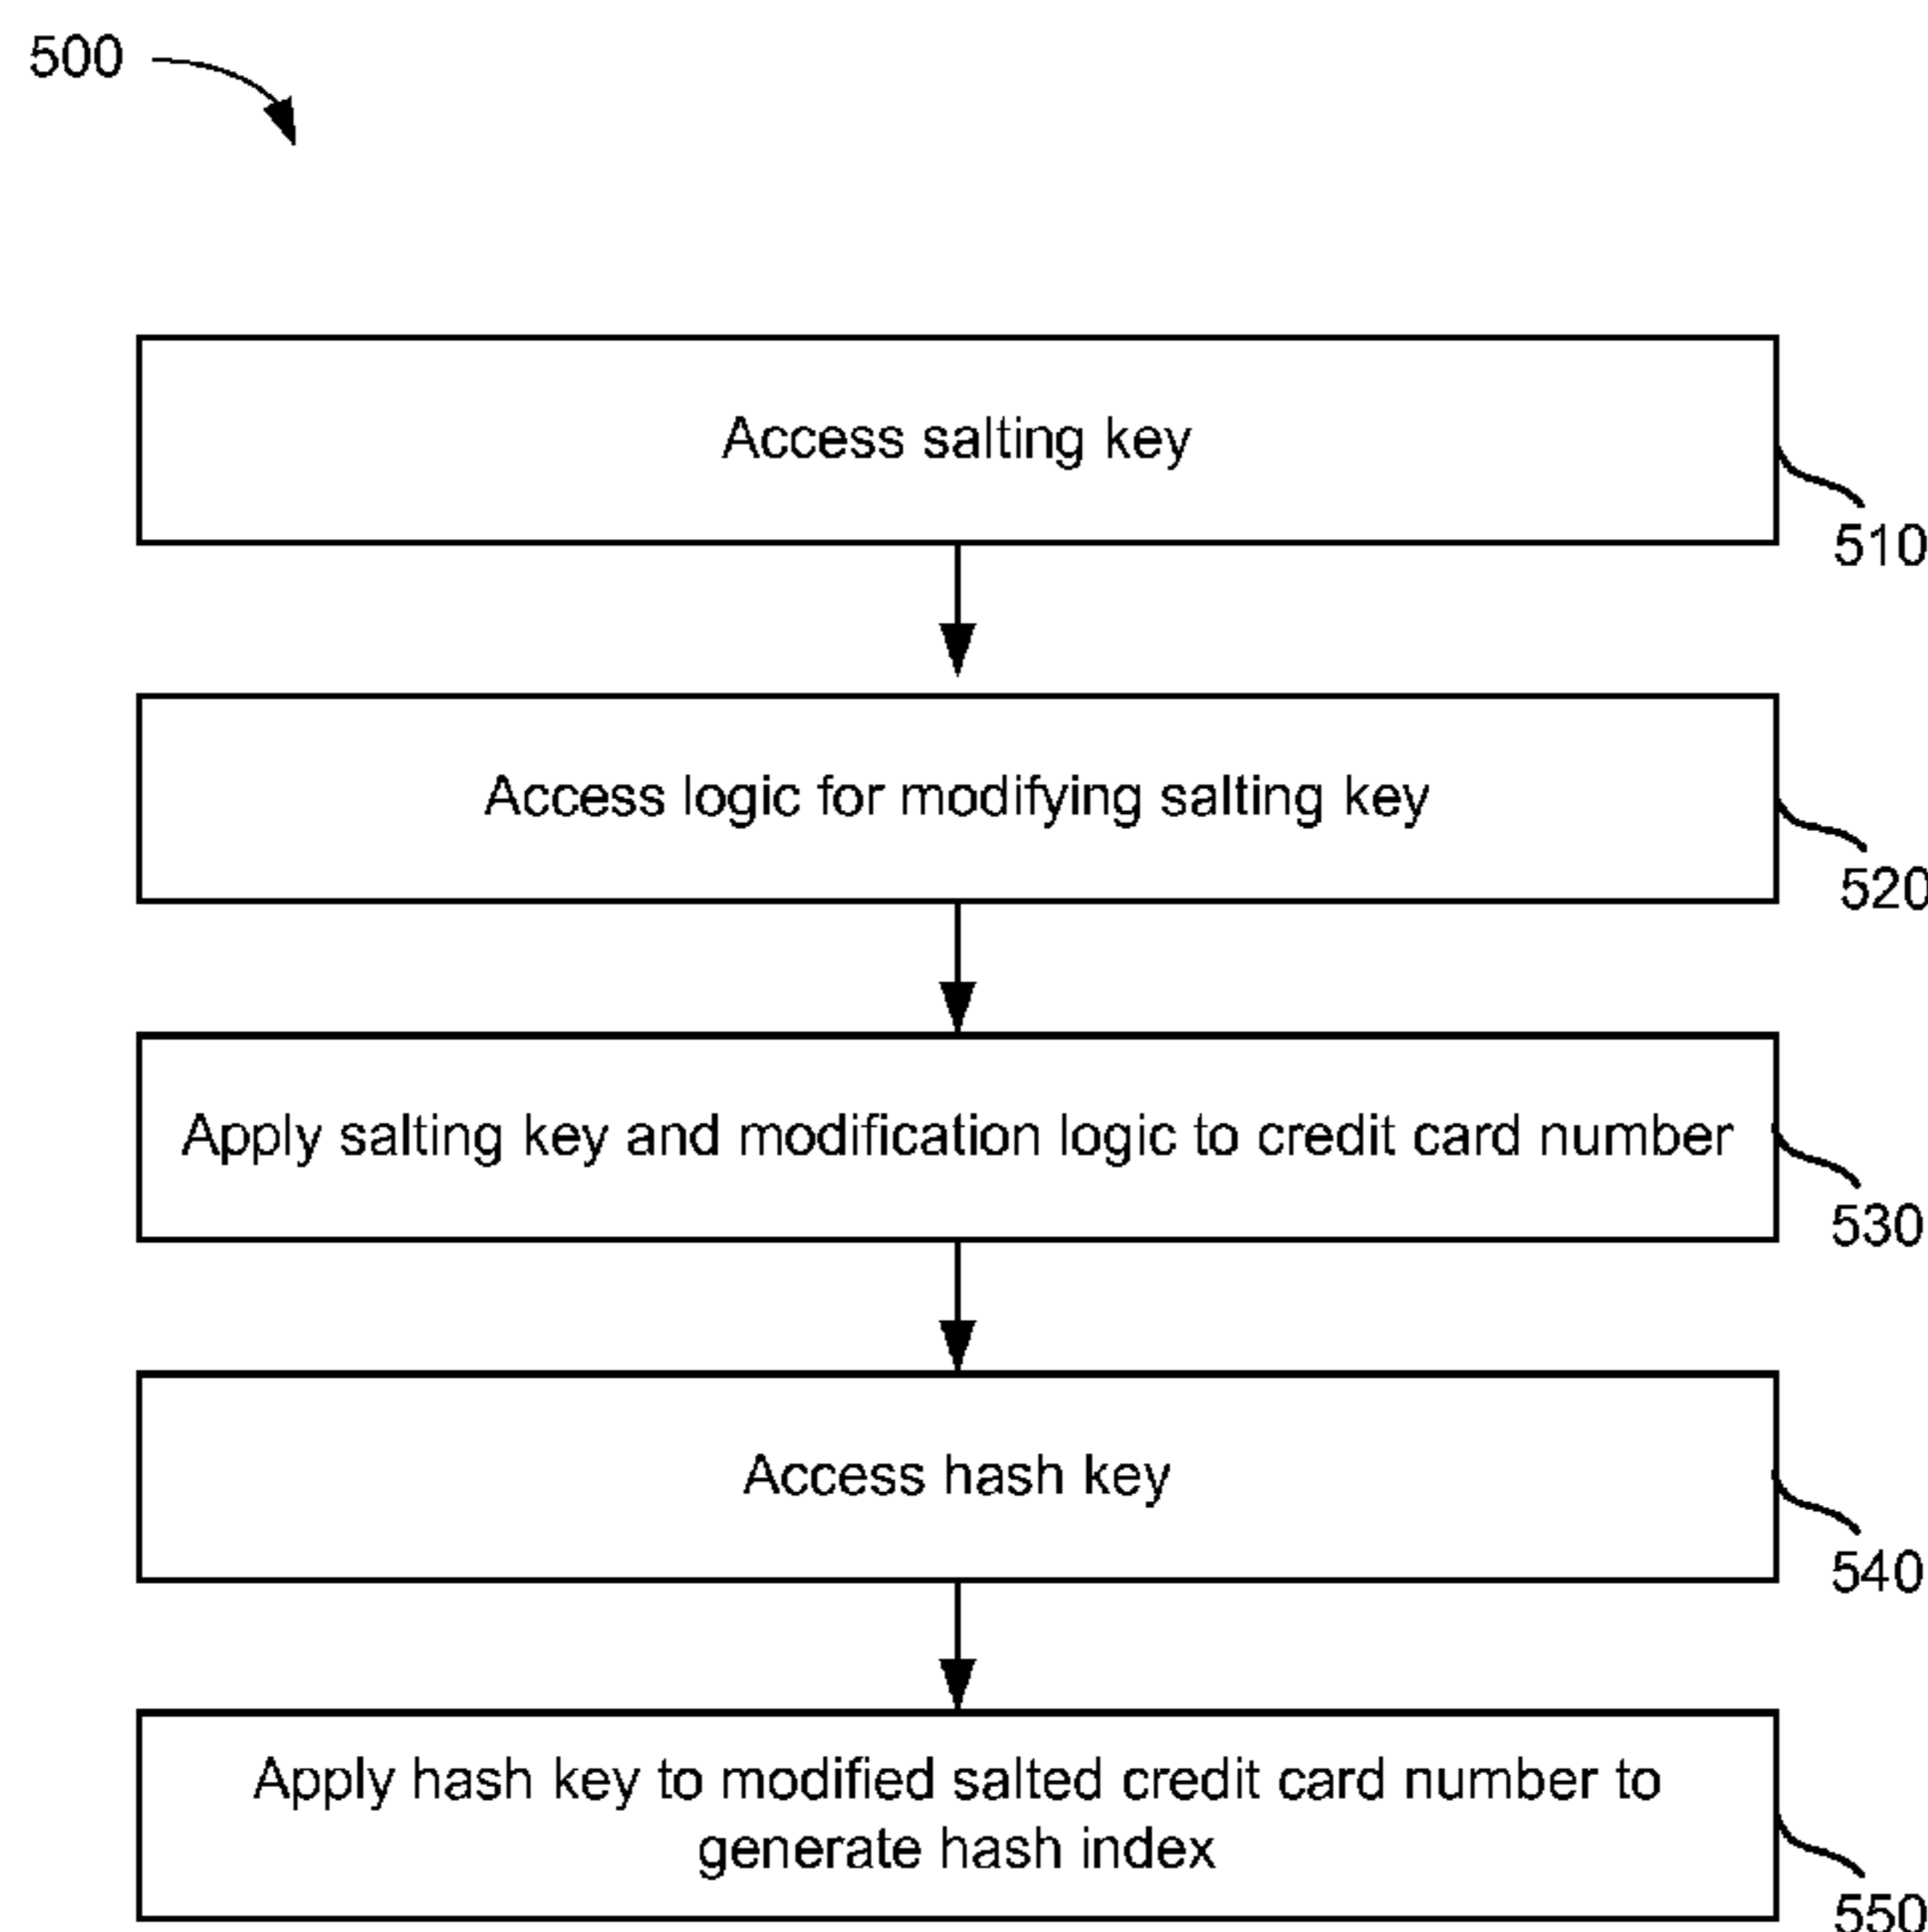 500
Access salting key
510
Access logic for modifying salting key
520
Apply salting key and modification logic to credit card number
530
Access hash key
540
Apply hash key to modified salted credit card number to
generate hash index
550